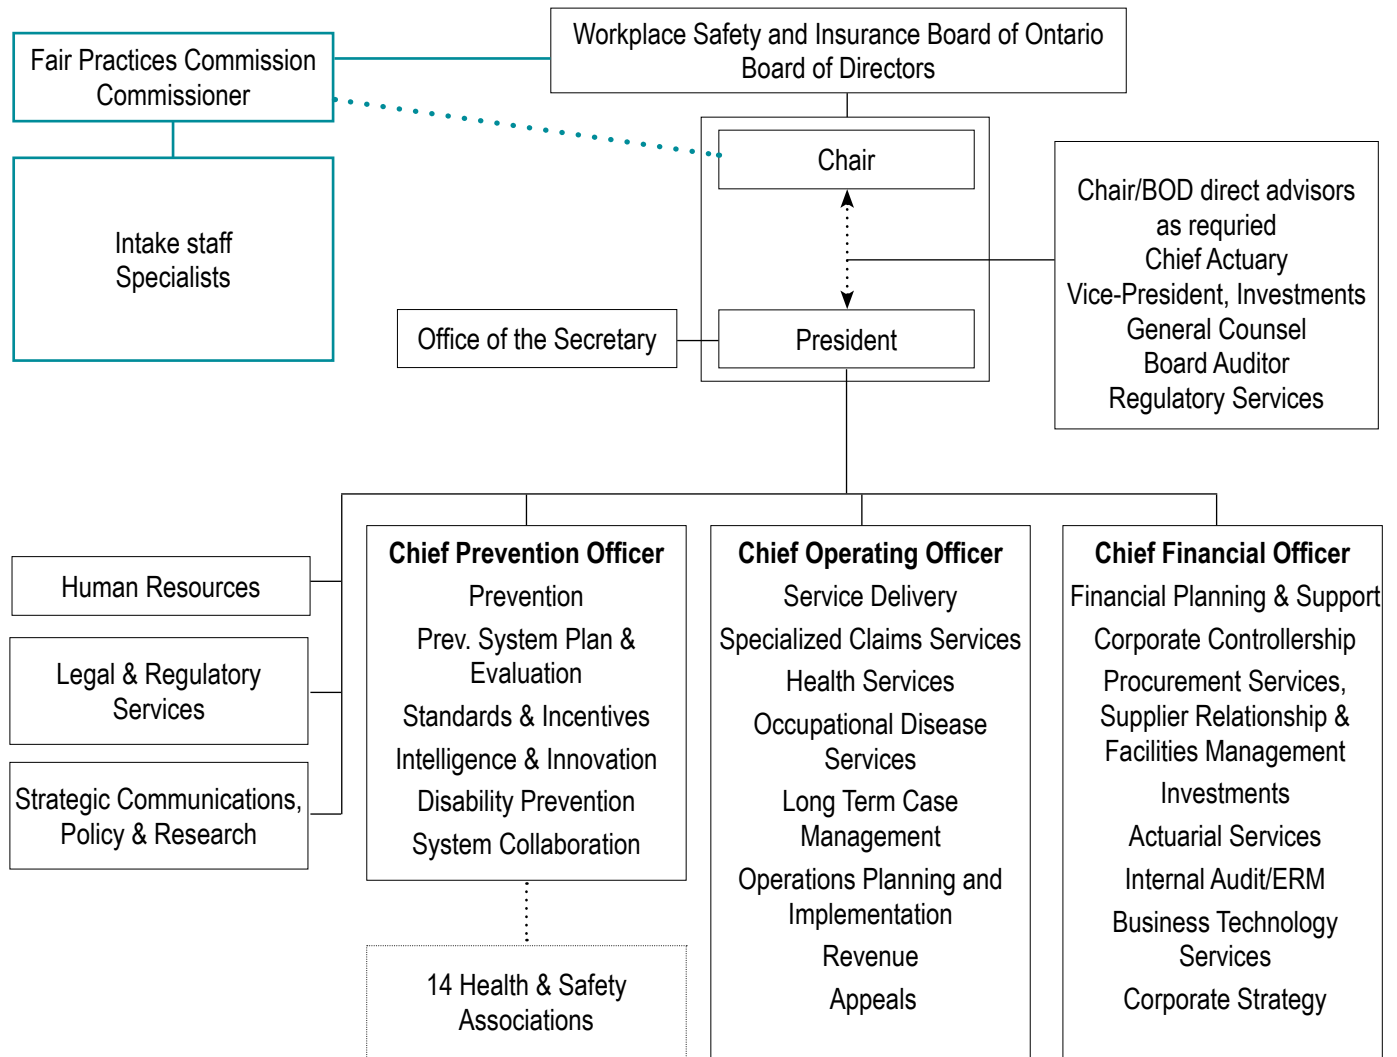 Workplace Safety and Insurance Board of Ontario
Board of Directors
Fair Practices Commission
Commissioner
Intake staff
Specialists
Chair
Chair/BOD direct advisors
as requried
Chief Actuary
Vice-President, Investments
General Counsel
Board Auditor
Regulatory Services
Office of the Secretary
President
Human Resources
Legal & Regulatory
Services
Strategic Communications,
Policy & Research
Chief Prevention Officer
Prevention
Prev. System Plan &
Evaluation
Standards & Incentives
Intelligence & Innovation
Disability Prevention
System Collaboration
14 Health & Safety
Associations
Chief Operating Officer
Service Delivery
Specialized Claims Services
Health Services
Occupational Disease
Services
Long Term Case
Management
Operations Planning and
Implementation
Revenue
Appeals
Chief Financial Officer
Financial Planning & Support
Corporate Controllership
Procurement Services,
Supplier Relationship &
Facilities Management
Investments
Actuarial Services
Internal Audit/ERM
Business Technology
Services
Corporate Strategy